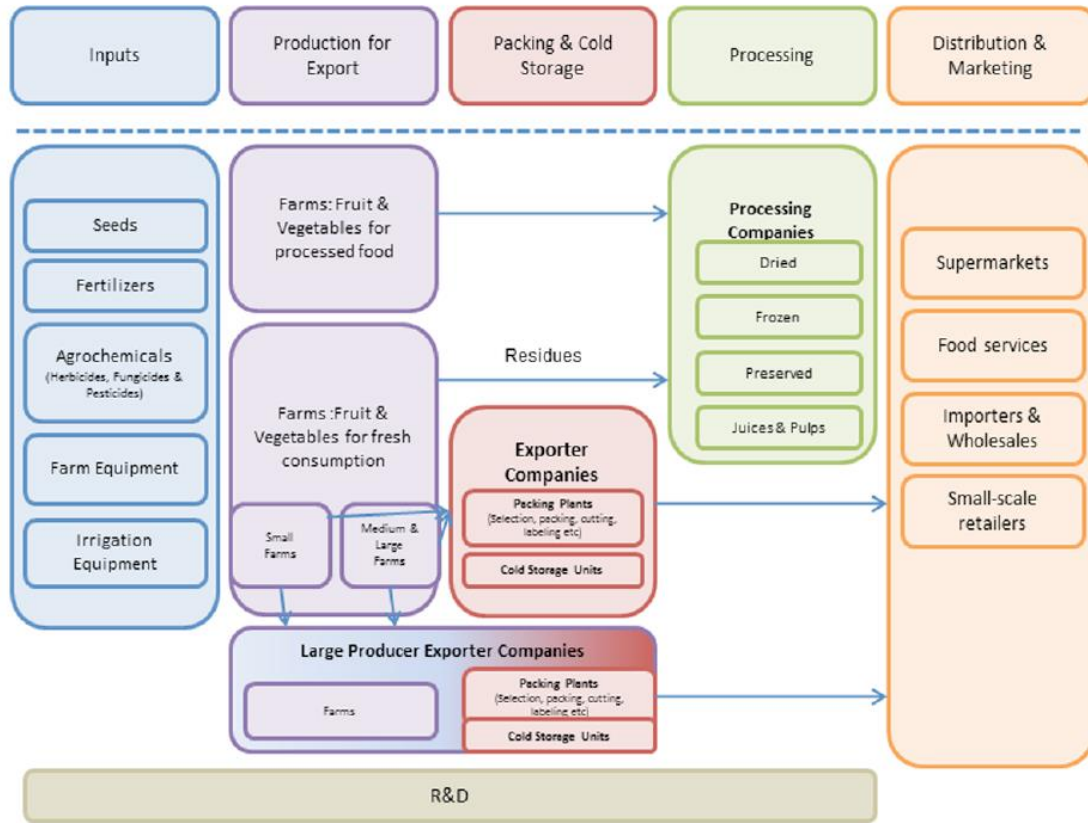 Inputs
Production for
Export
Packing & Cold
Storage
Processing
Distribution &
Marketing
Seeds
Fertilizers
Agrochemicals
(Herbicides, Fungicides &
Pesticides)
Farm Equipment
Irrigation
Equipment
Farms: Fruit &
Vegetables for
processed food
Farms :Fruit &
Vegetables for fresh
consumption
Small
Farms
Medium &
Large
Farms
Residues
Exporter
Companies
Packing Plants
(Selection, packing, cutting,
labeling etc)
Cold Storage Units
Processing
Companies
Dried
Frozen
Preserved
Juices & Pulps
Supermarkets
Food services
Importers &
Wholesales
Small-scale
retailers
Large Producer Exporter Companies
Farms
Packing Plants
(Selection, packing, cutting,
labeling etc)
Cold Storage Units
R&D